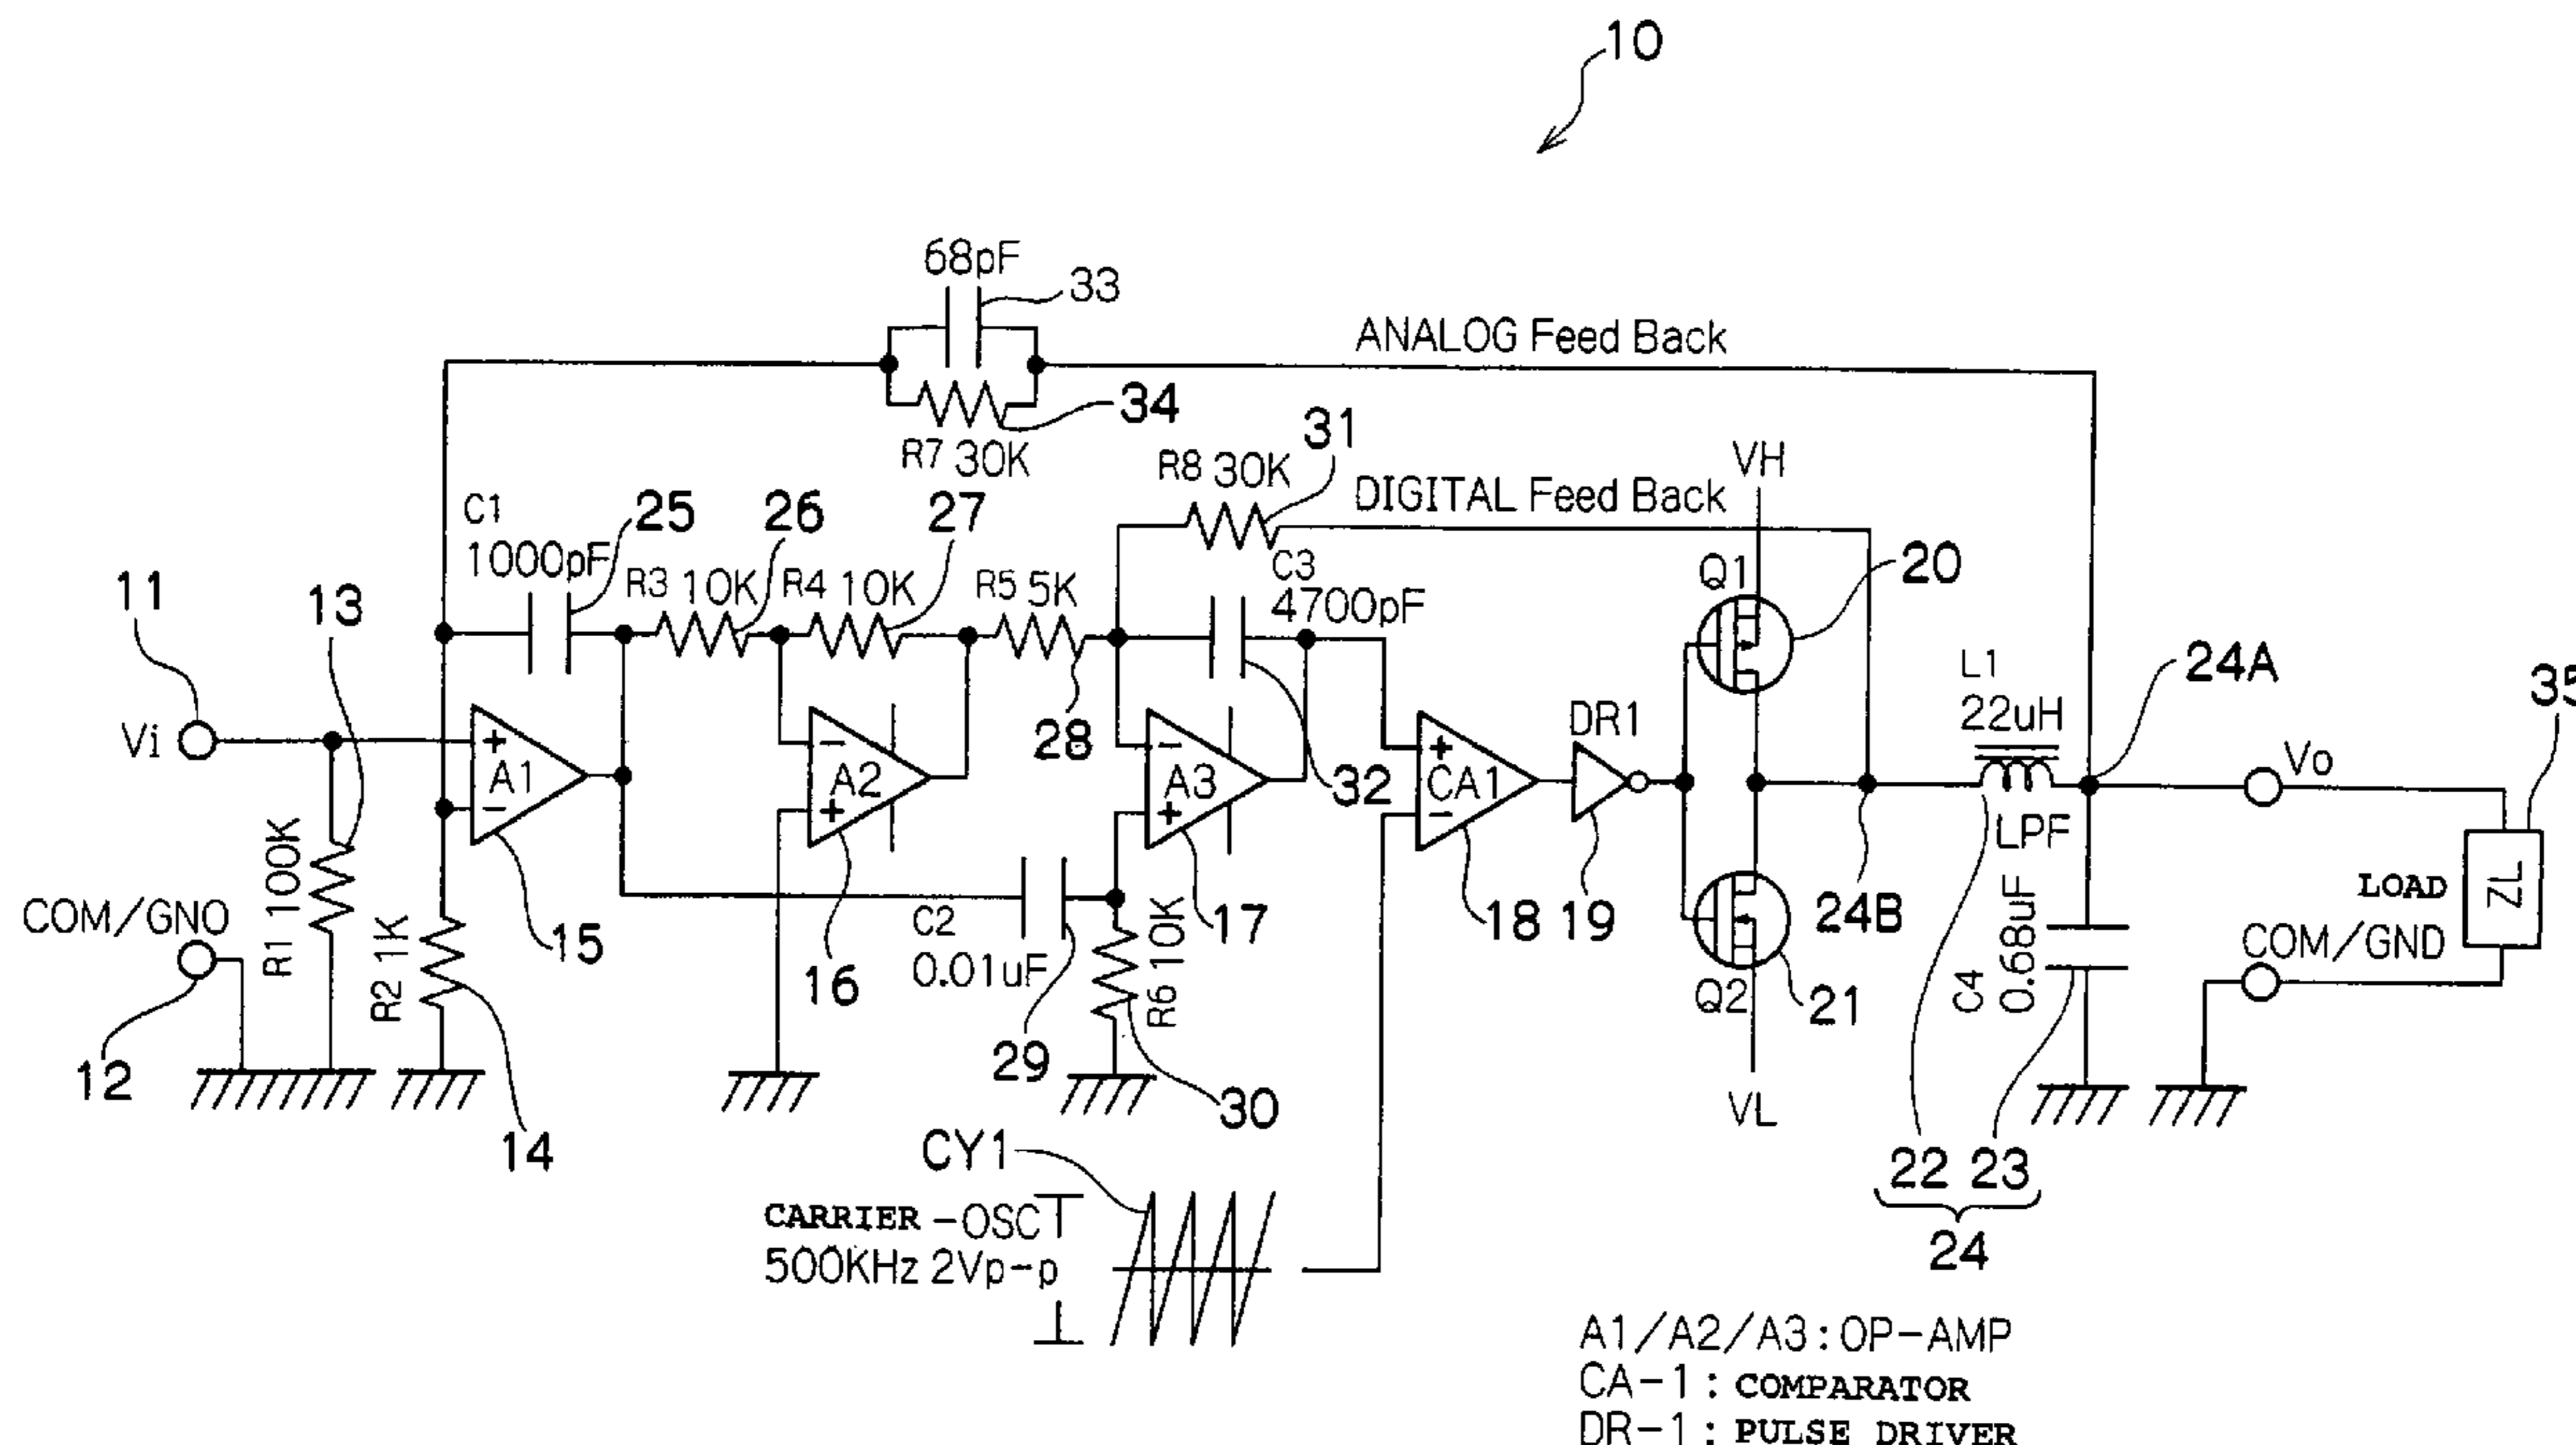 10
68pF
33
ANALOG Feed Back
34
R7 30K
R8 30K
31
VH
DIGITAL Feed Back
C1
1000pF
25
26
27
R3 10K
R4 10K
R5 5K
C3
4700pF
Q1
20
11
13
28
32
24A
L1
22uH
35
Vi
+
A1
−
−
A2
+
−
A3
+
+
CA1
−
DR1
Vo
LPF
ZL
LOAD
COM/GNO
R1 100K
R2 1K
15
16
C2
0.01uF
R6 10K
17
18
19
24B
C4
0.68uF
COM/GND
Q2
21
12
14
29
30
VL
22 23
24
CY1
CARRIER -OSC
500KHz 2Vp-p
A1/A2/A3:OP-AMP
CA-1: COMPARATOR
DR-1: PULSE DRIVER